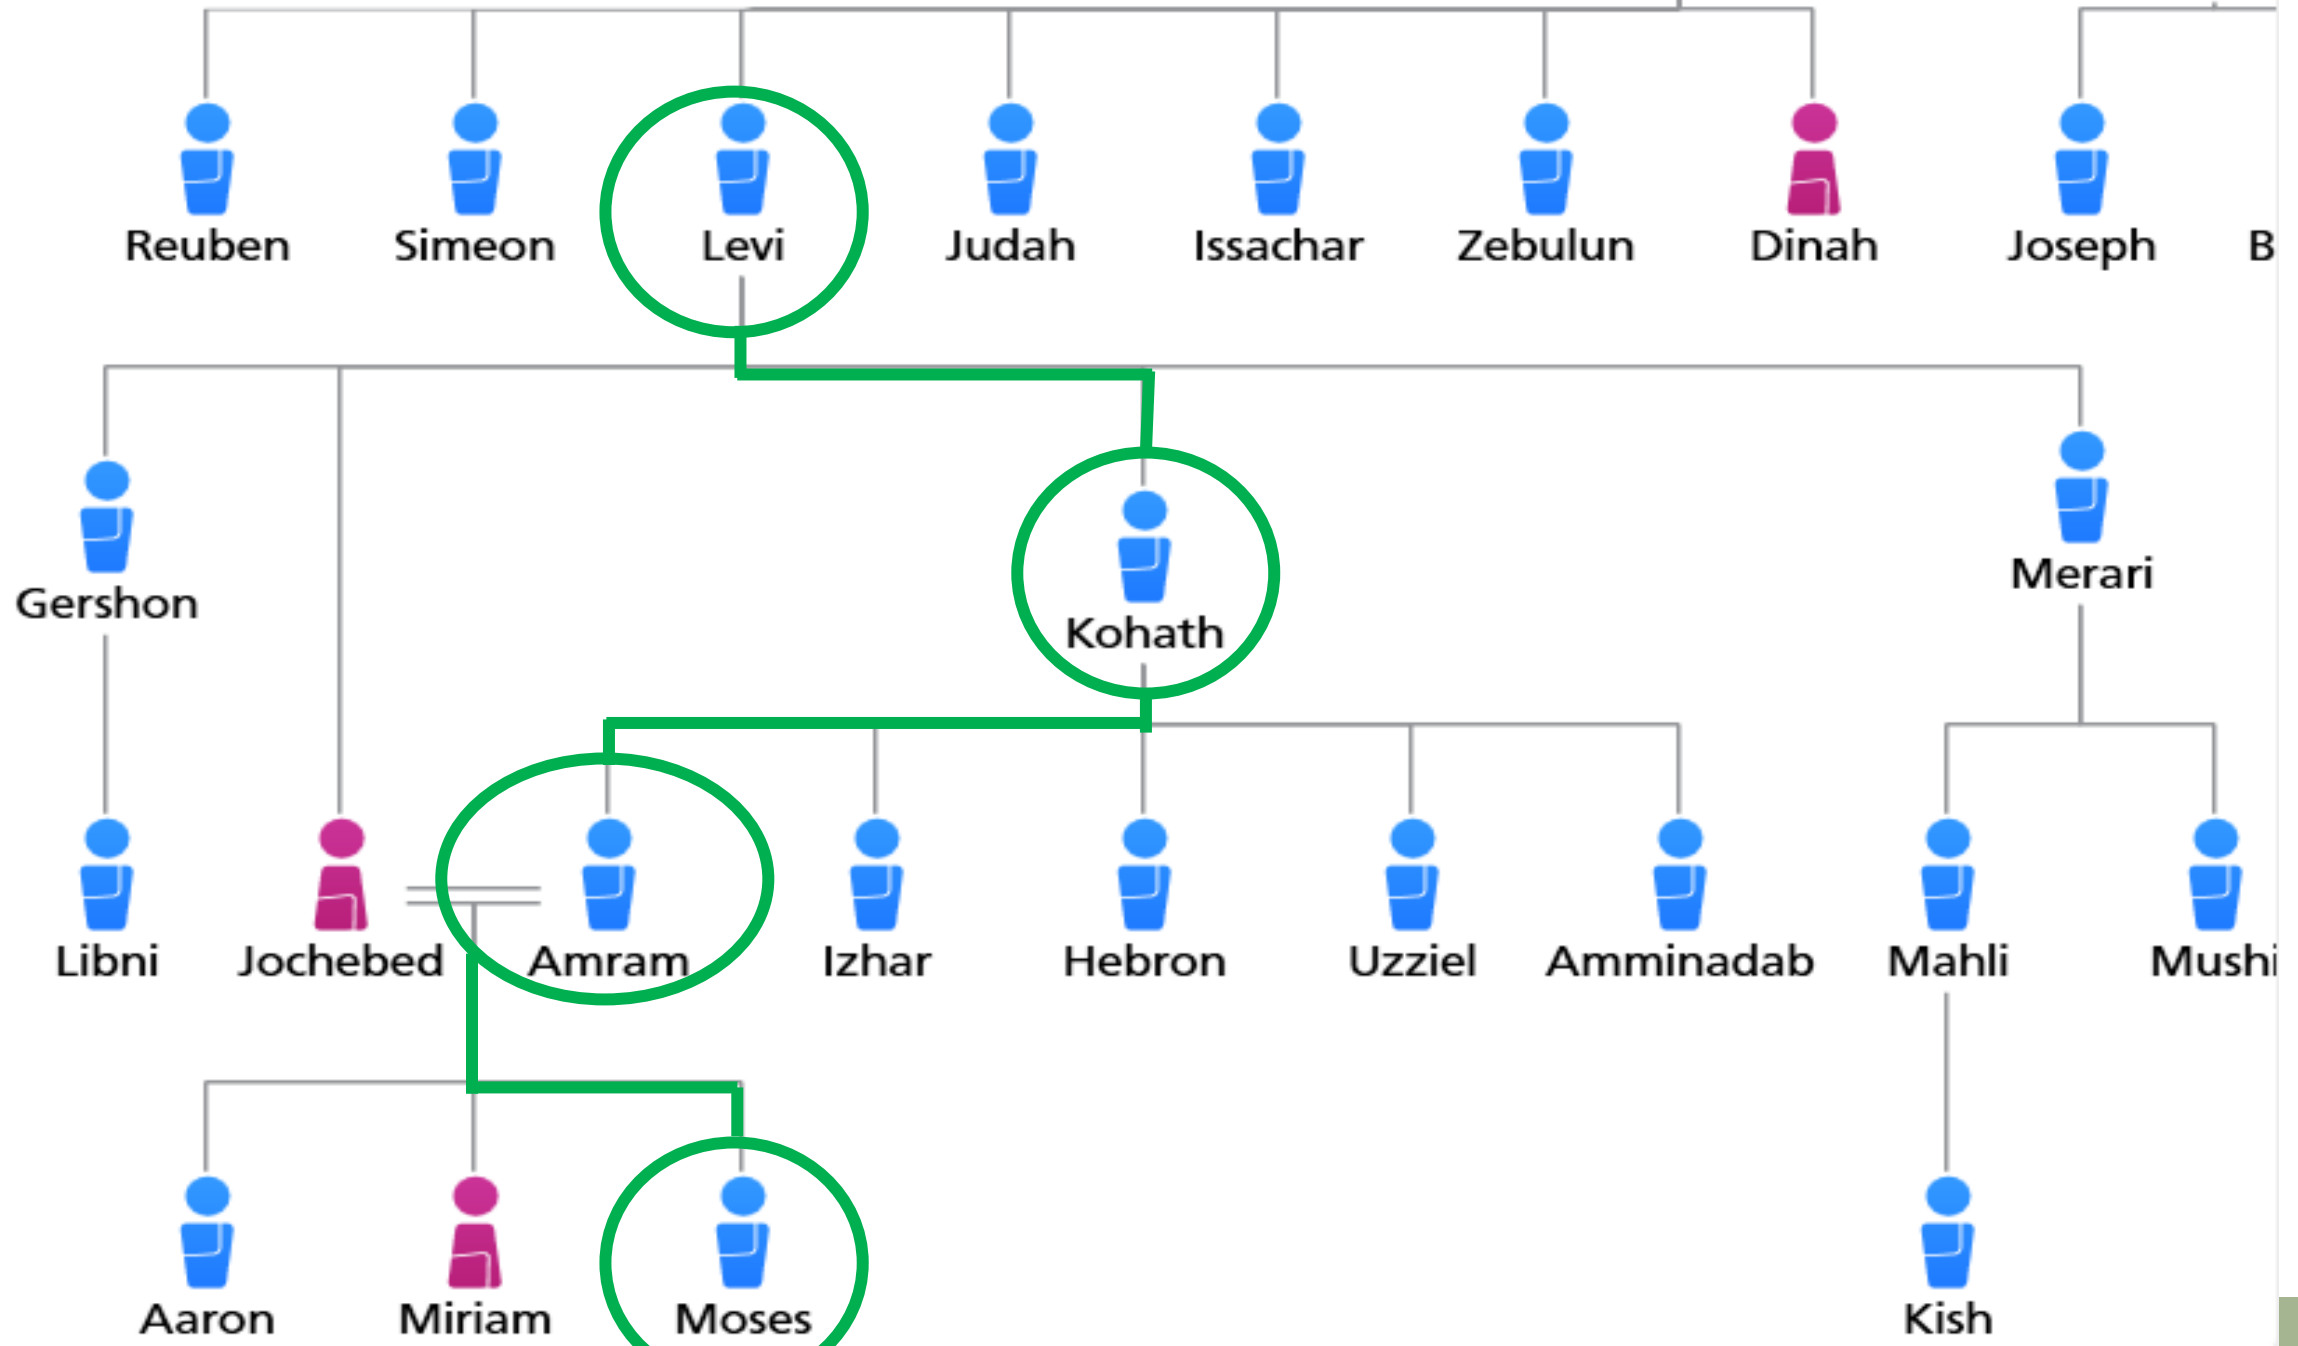 Reuben Simeon Levi Judah Issachar Zebulun Dinah Joseph B
Gershon Kohath Merari
Libni Jochebed Amram Izhar Hebron Uzziel Amminadab Mahli Mushi
Aaron Miriam Moses Kish